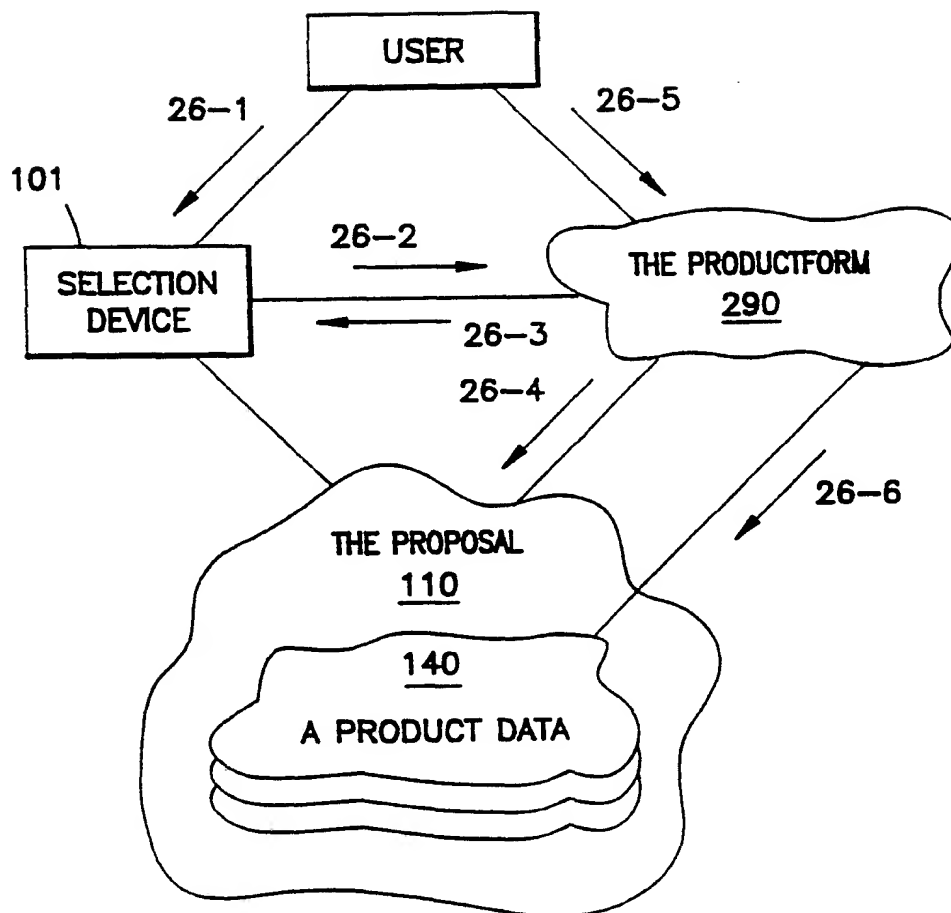 USER
26-1
26-5
101
SELECTION
DEVICE
26-2
THE PRODUCTFORM
290
26-3
26-4
26-6
THE PROPOSAL
110
140
A PRODUCT DATA